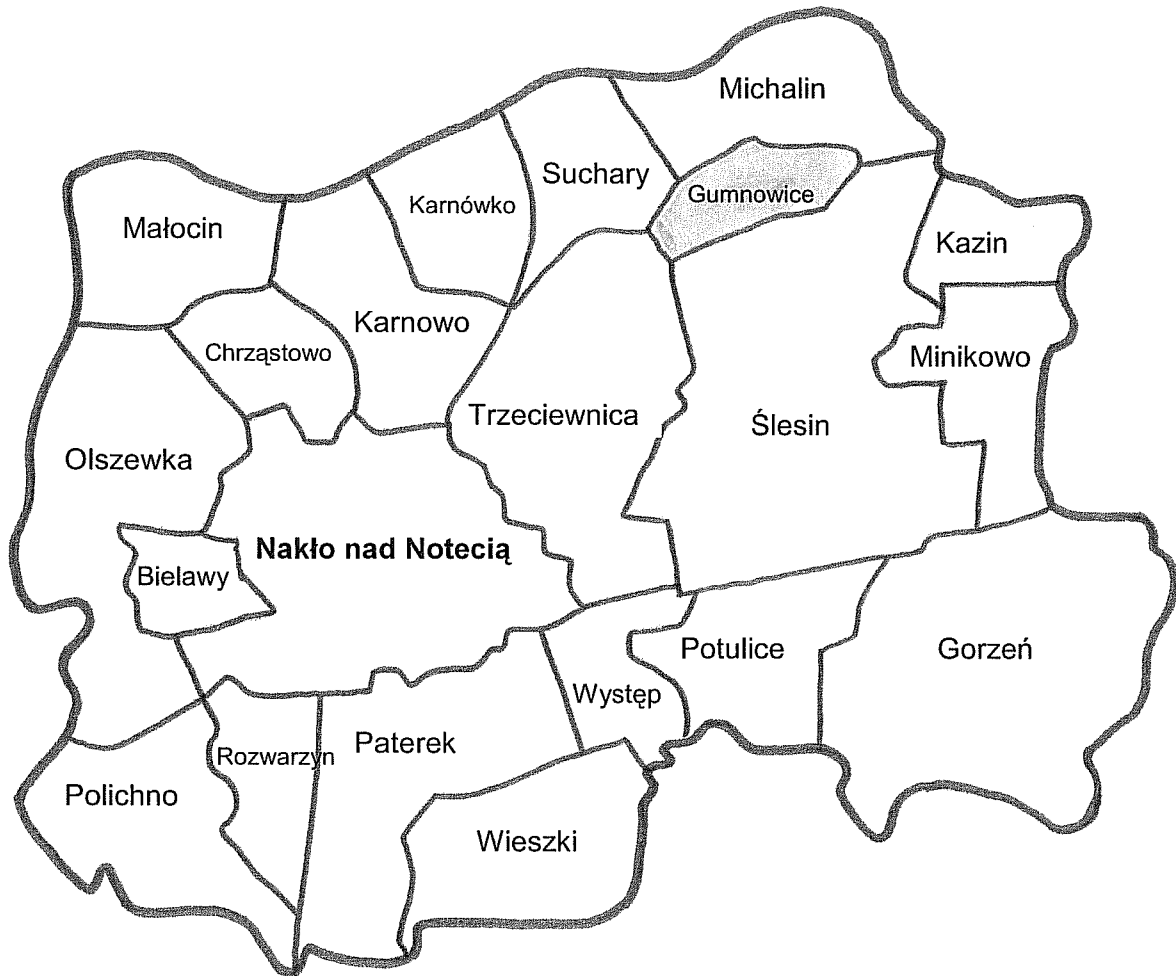 Michalin
Suchary
Gumnowice
Karnówko
Małocin
Kazin
Karnowo
Chrząstowo
Minikowo
Trzeciewnica
Ślesin
Olszewka
Nakło nad Notecią
Bielawy
Potulice
Gorzeń
Występ
Paterek
Rozwarzyn
Polichno
Wieszki